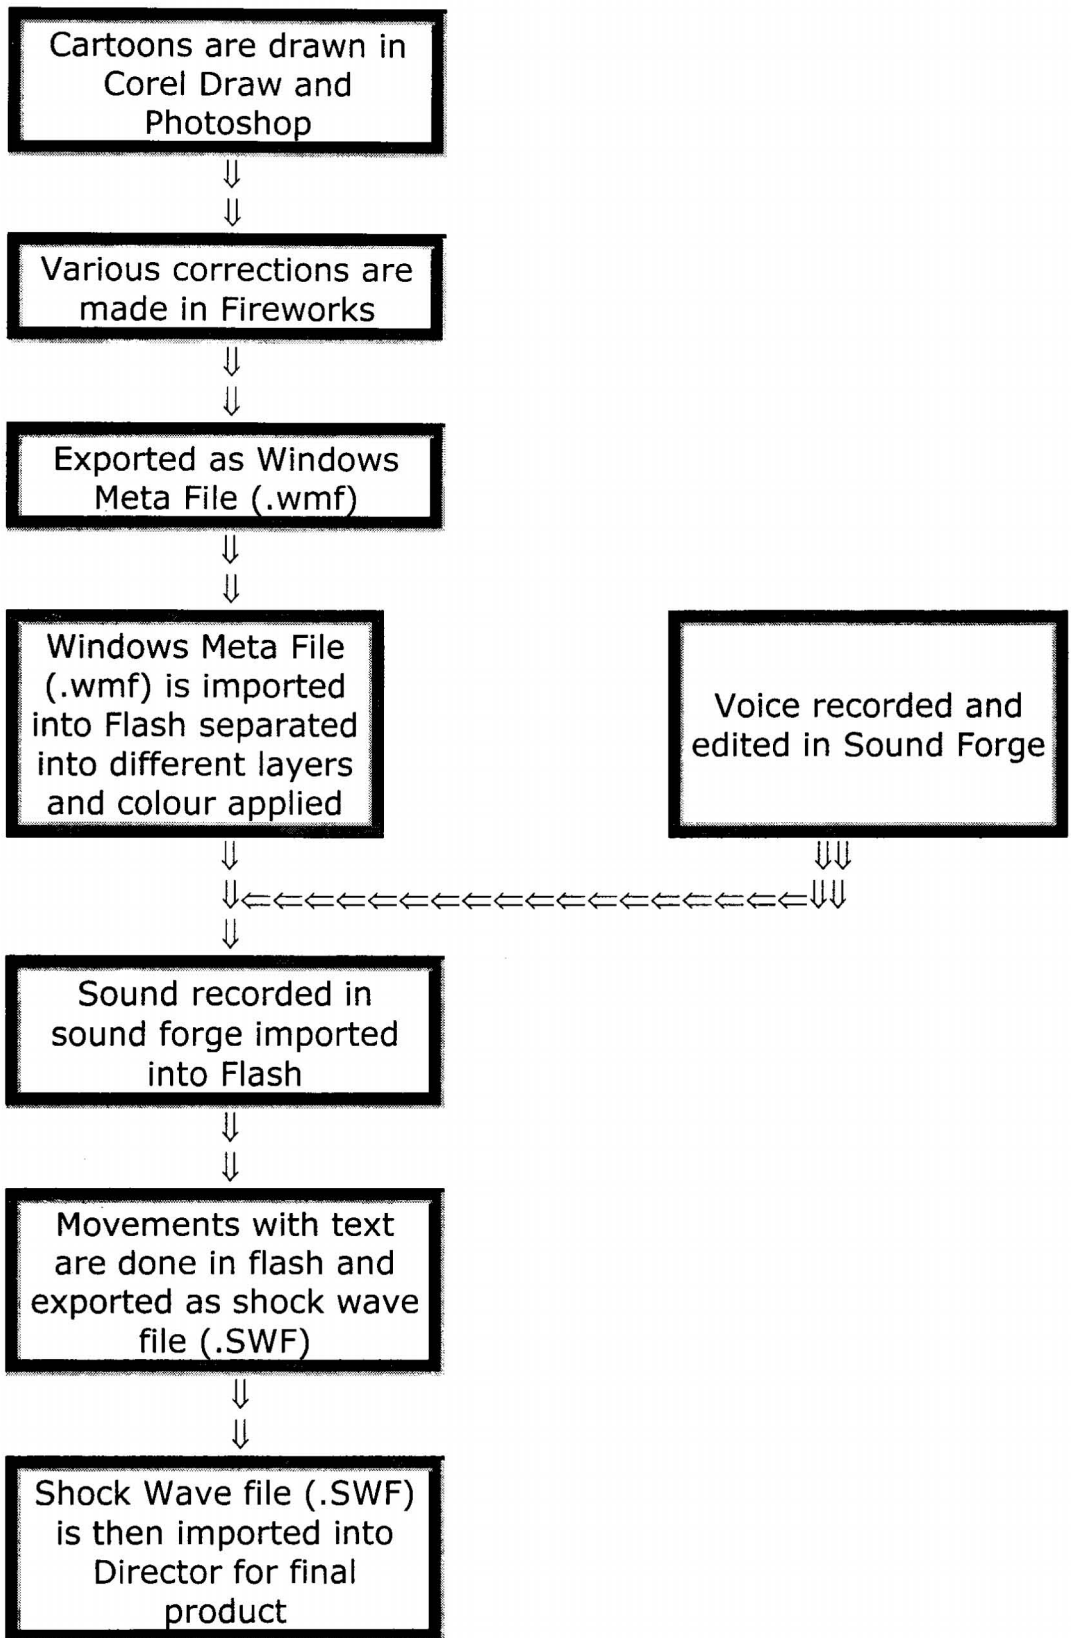 Cartoons are drawn in
Corel Draw and
Photoshop
Various corrections are
made in Fireworks
Exported as Windows
Meta File (.wmf)
Windows Meta File
(.wmf) is imported
into Flash separated
into different layers
and colour applied
Voice recorded and
edited in Sound Forge
Sound recorded in
sound forge imported
into Flash
Movements with text
are done in flash and
exported as shock wave
file (.SWF)
Shock Wave file (.SWF)
is then imported into
Director for final
product